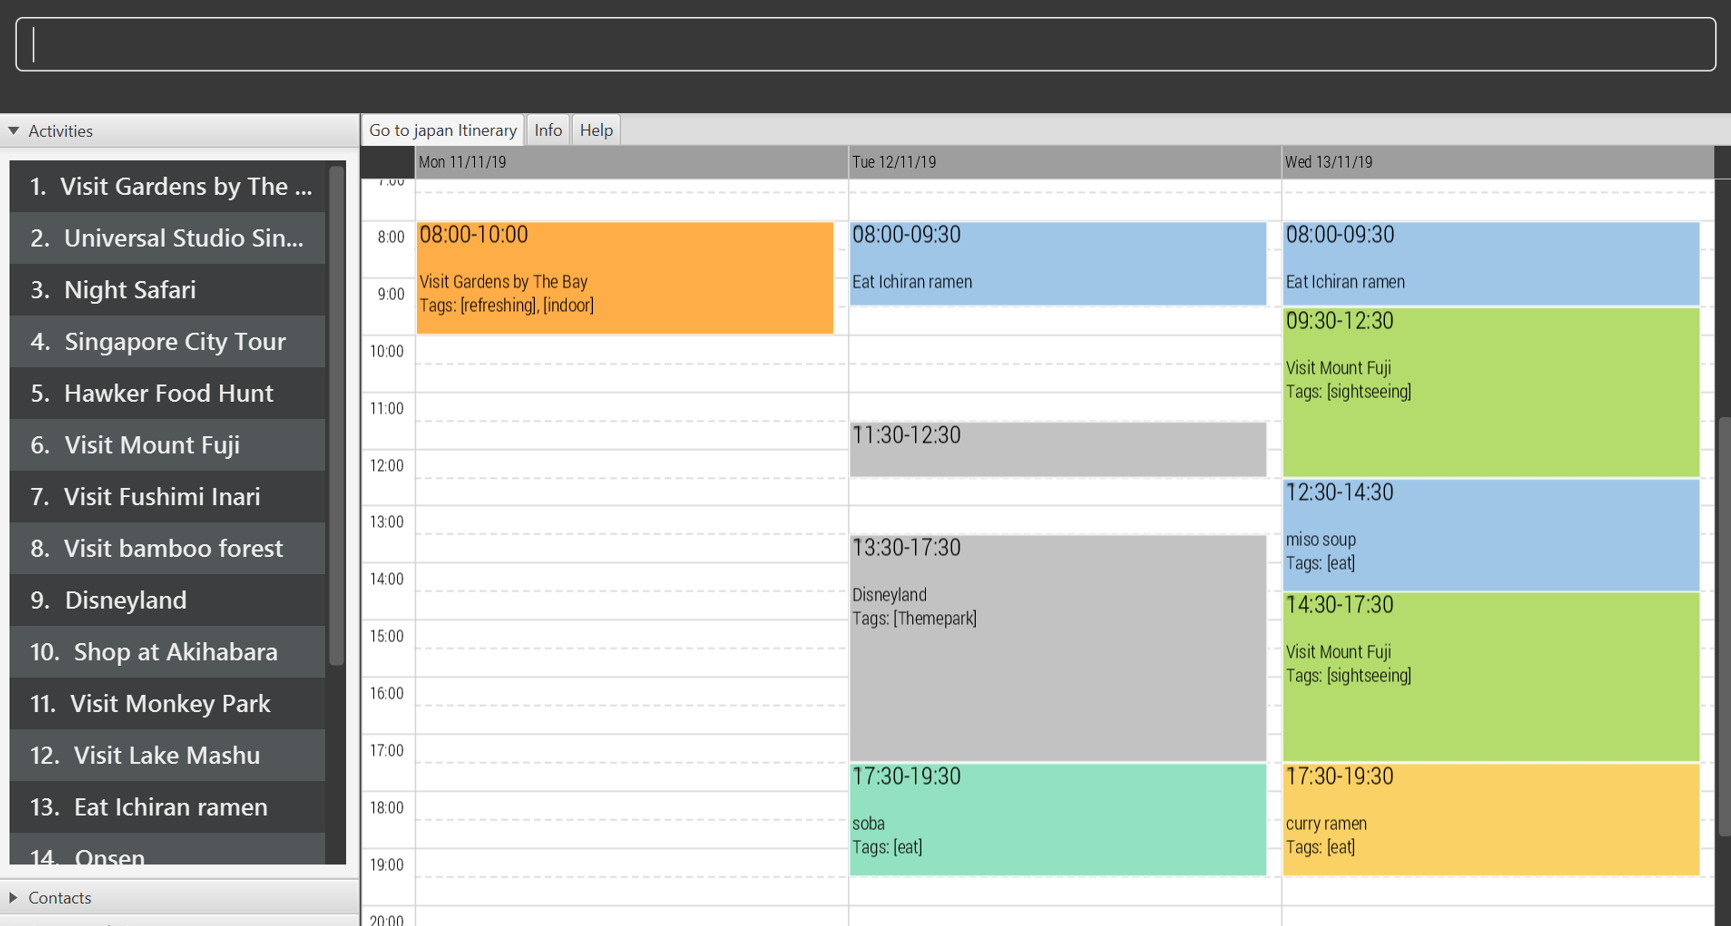 Activities
1. Visit Gardens by The ...
2. Universal Studio Sin...
3. Night Safari
4. Singapore City Tour
5. Hawker Food Hunt
6. Visit Mount Fuji
7. Visit Fushimi Inari
8. Visit bamboo forest
9. Disneyland
10. Shop at Akihabara
11. Visit Monkey Park
12. Visit Lake Mashu
13. Eat Ichiran ramen
14. Onsen
Contacts
Go to japan Itinerary Info Help
Mon 11/11/19 Tue 12/11/19 Wed 13/11/19
7:00
8:00
9:00
10:00
11:00
12:00
13:00
14:00
15:00
16:00
17:00
18:00
19:00
20:00
08:00-10:00
Visit Gardens by The Bay
Tags: [refreshing], [indoor]
08:00-09:30
Eat Ichiran ramen
11:30-12:30
13:30-17:30
Disneyland
Tags: [Themepark]
17:30-19:30
soba
Tags: [eat]
08:00-09:30
Eat Ichiran ramen
09:30-12:30
Visit Mount Fuji
Tags: [sightseeing]
12:30-14:30
miso soup
Tags: [eat]
14:30-17:30
Visit Mount Fuji
Tags: [sightseeing]
17:30-19:30
curry ramen
Tags: [eat]